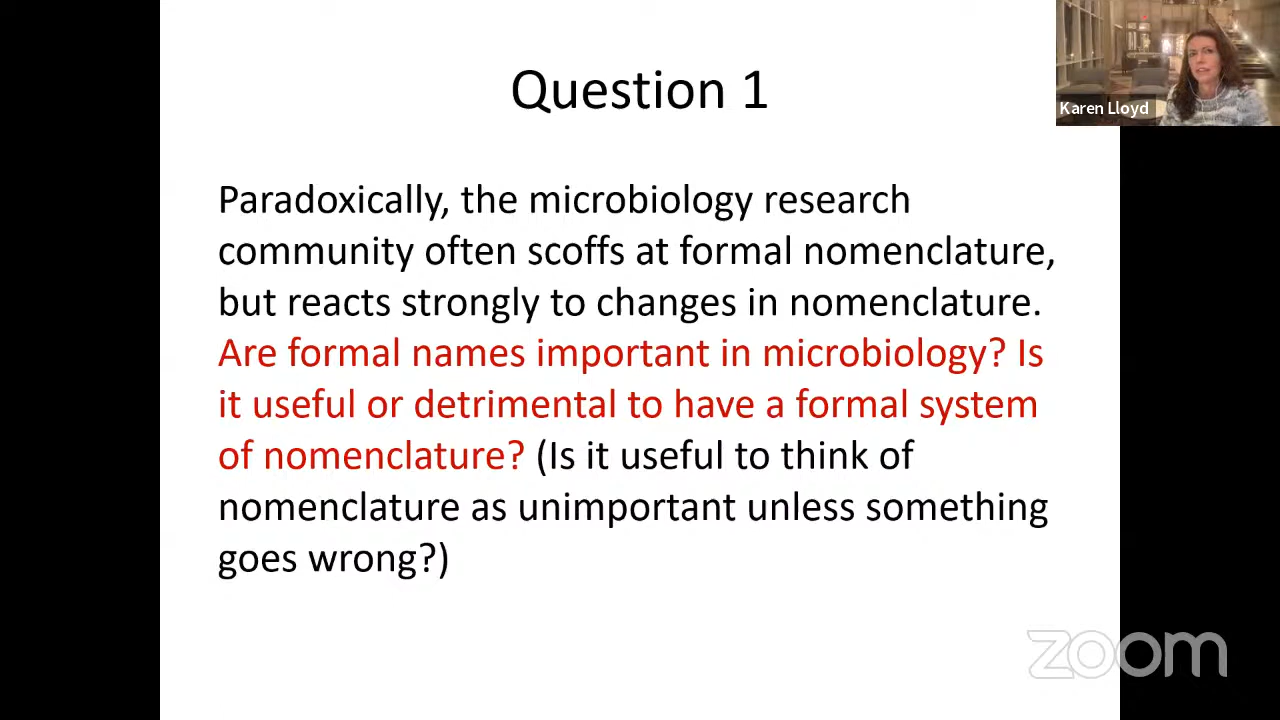 Question 1
Karen Lloyd
Paradoxically, the microbiology research
community often scoffs at formal nomenclature,
but reacts strongly to changes in nomenclature.
Are formal names important in microbiology? Is
it useful or detrimental to have a formal system
of nomenclature? (Is it useful to think of
nomenclature as unimportant unless something
goes wrong?)
zoom